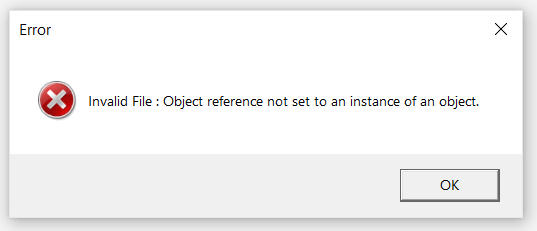 Error
Invalid File : Object reference not set to an instance of an object.
OK